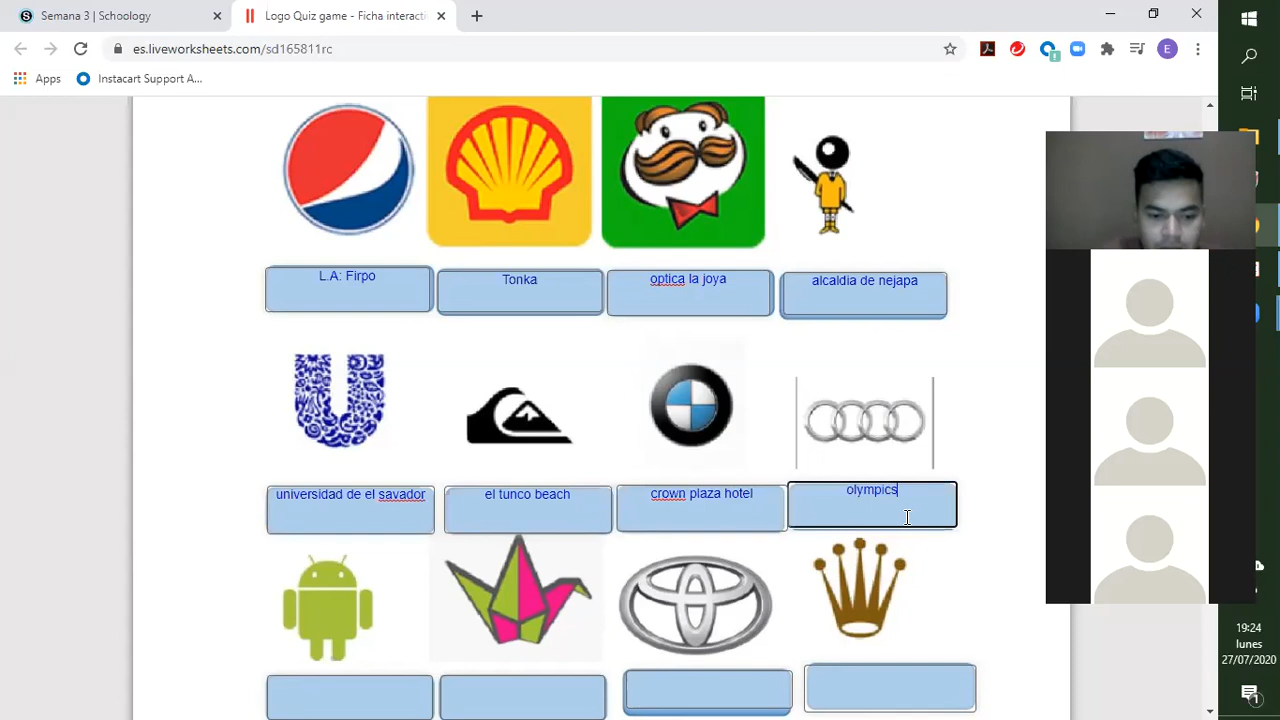 Semana 3 | Schoology
Logo Quiz game - Ficha interacti
es.liveworksheets.com/sd165811rc
E
Apps
Instacart Support A...
L.A: Firpo
Tonka
optica la joya
alcaldia de nejapa
universidad de el savador
el tunco beach
crown plaza hotel
olympics
19:24
lunes
27/07/2020
1